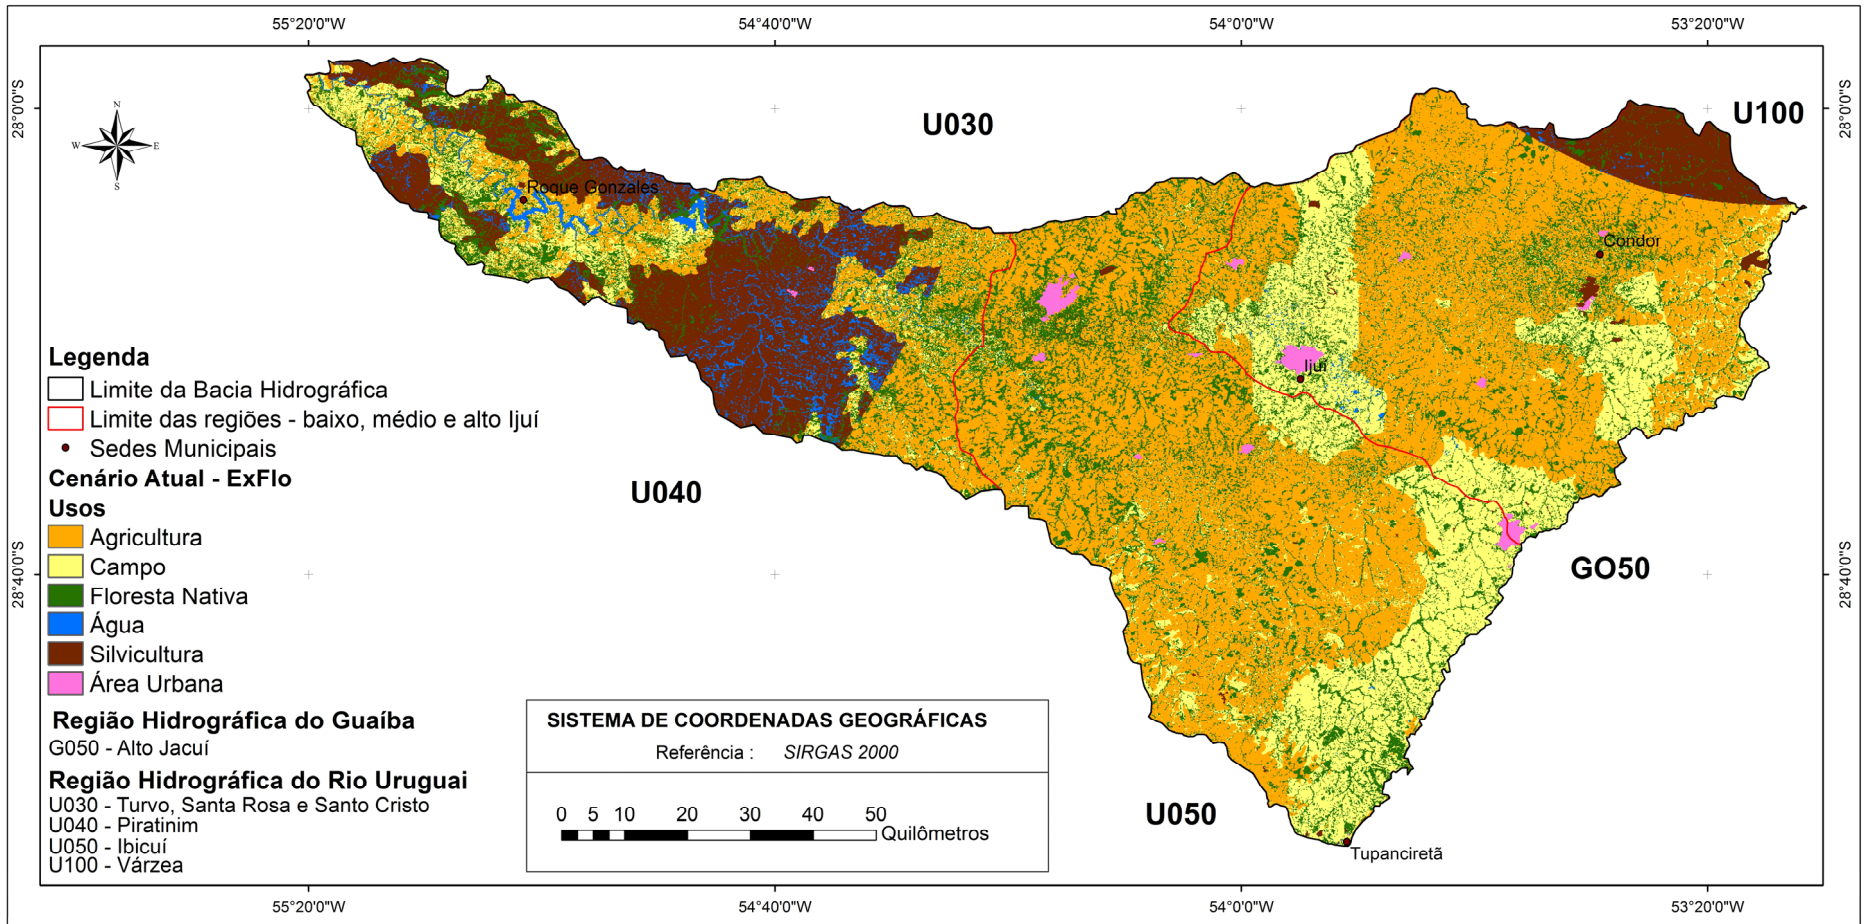 55°20'0"W 54°40'0"W 54°0'0"W 53°20'0"W
28°0'0"S
28°0'0"S
N
W E
S
U030
U100
Roque Gonzales
Condor
Ijuí
U040
GO50
U050
Tupanciretã
28°40'0"S
28°40'0"S
Legenda
Limite da Bacia Hidrográfica
Limite das regiões - baixo, médio e alto Ijuí
Sedes Municipais
Cenário Atual - ExFlo
Usos
Agricultura
Campo
Floresta Nativa
Água
Silvicultura
Área Urbana
Região Hidrográfica do Guaíba
G050 - Alto Jacuí
Região Hidrográfica do Rio Uruguai
U030 - Turvo, Santa Rosa e Santo Cristo
U040 - Piratinim
U050 - Ibicuí
U100 - Várzea
SISTEMA DE COORDENADAS GEOGRÁFICAS
Referência : SIRGAS 2000
0 5 10 20 30 40 50
Quilômetros
55°20'0"W 54°40'0"W 54°0'0"W 53°20'0"W